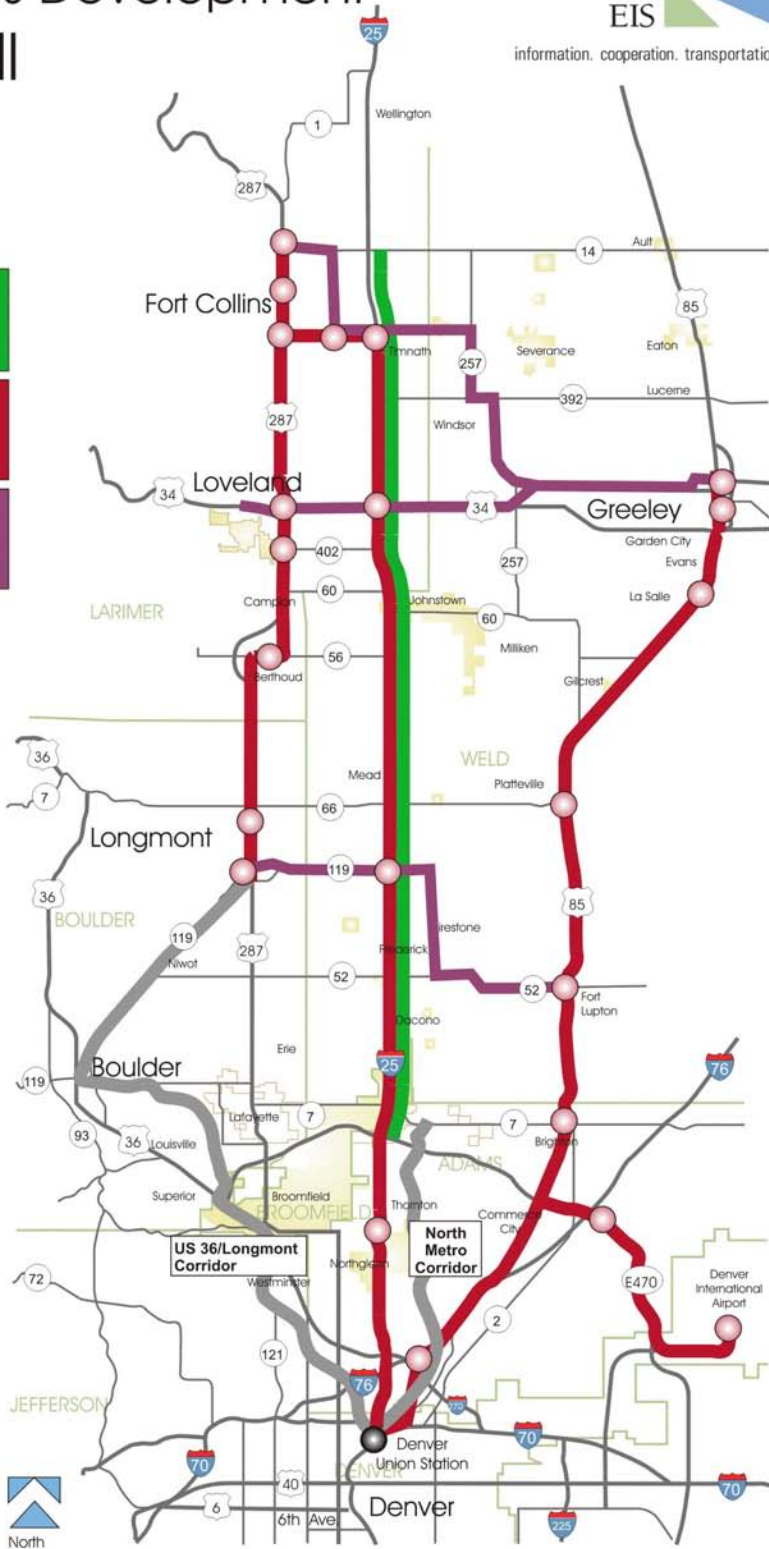 Development
EIS
information. cooperation. transportatio
25
Wellington
1
287
14
Ault
Fort Collins
85
Timnath
Severance
Eaton
257
287
392
Lucerne
Windsor
34
Loveland
34
Greeley
402
Garden City
257
Evans
60
Campion
Johnstown
La Salle
LARIMER
60
Milliken
56
Berthoud
Gilcrest
36
WELD
7
Mead
Platteville
66
Longmont
119
36
85
BOULDER
119
287
irestone
Frederick
Niwot
52
52
Fort
Lupton
Dacono
Erie
25
76
Boulder
119
Lafayette
7
7
93
36
Louisville
Brighton
ADAMS
Superior
Broomfield
BROOMFIELD
Thornton
Commerce
City
US 36/Longmont
Corridor
North
Metro
Corridor
Northglenn
72
Westminster
E470
Denver
International
Airport
2
121
76
JEFFERSON
270
70
70
Denver
Union Station
DENVER
40
70
6
6th Ave.
Denver
225
North